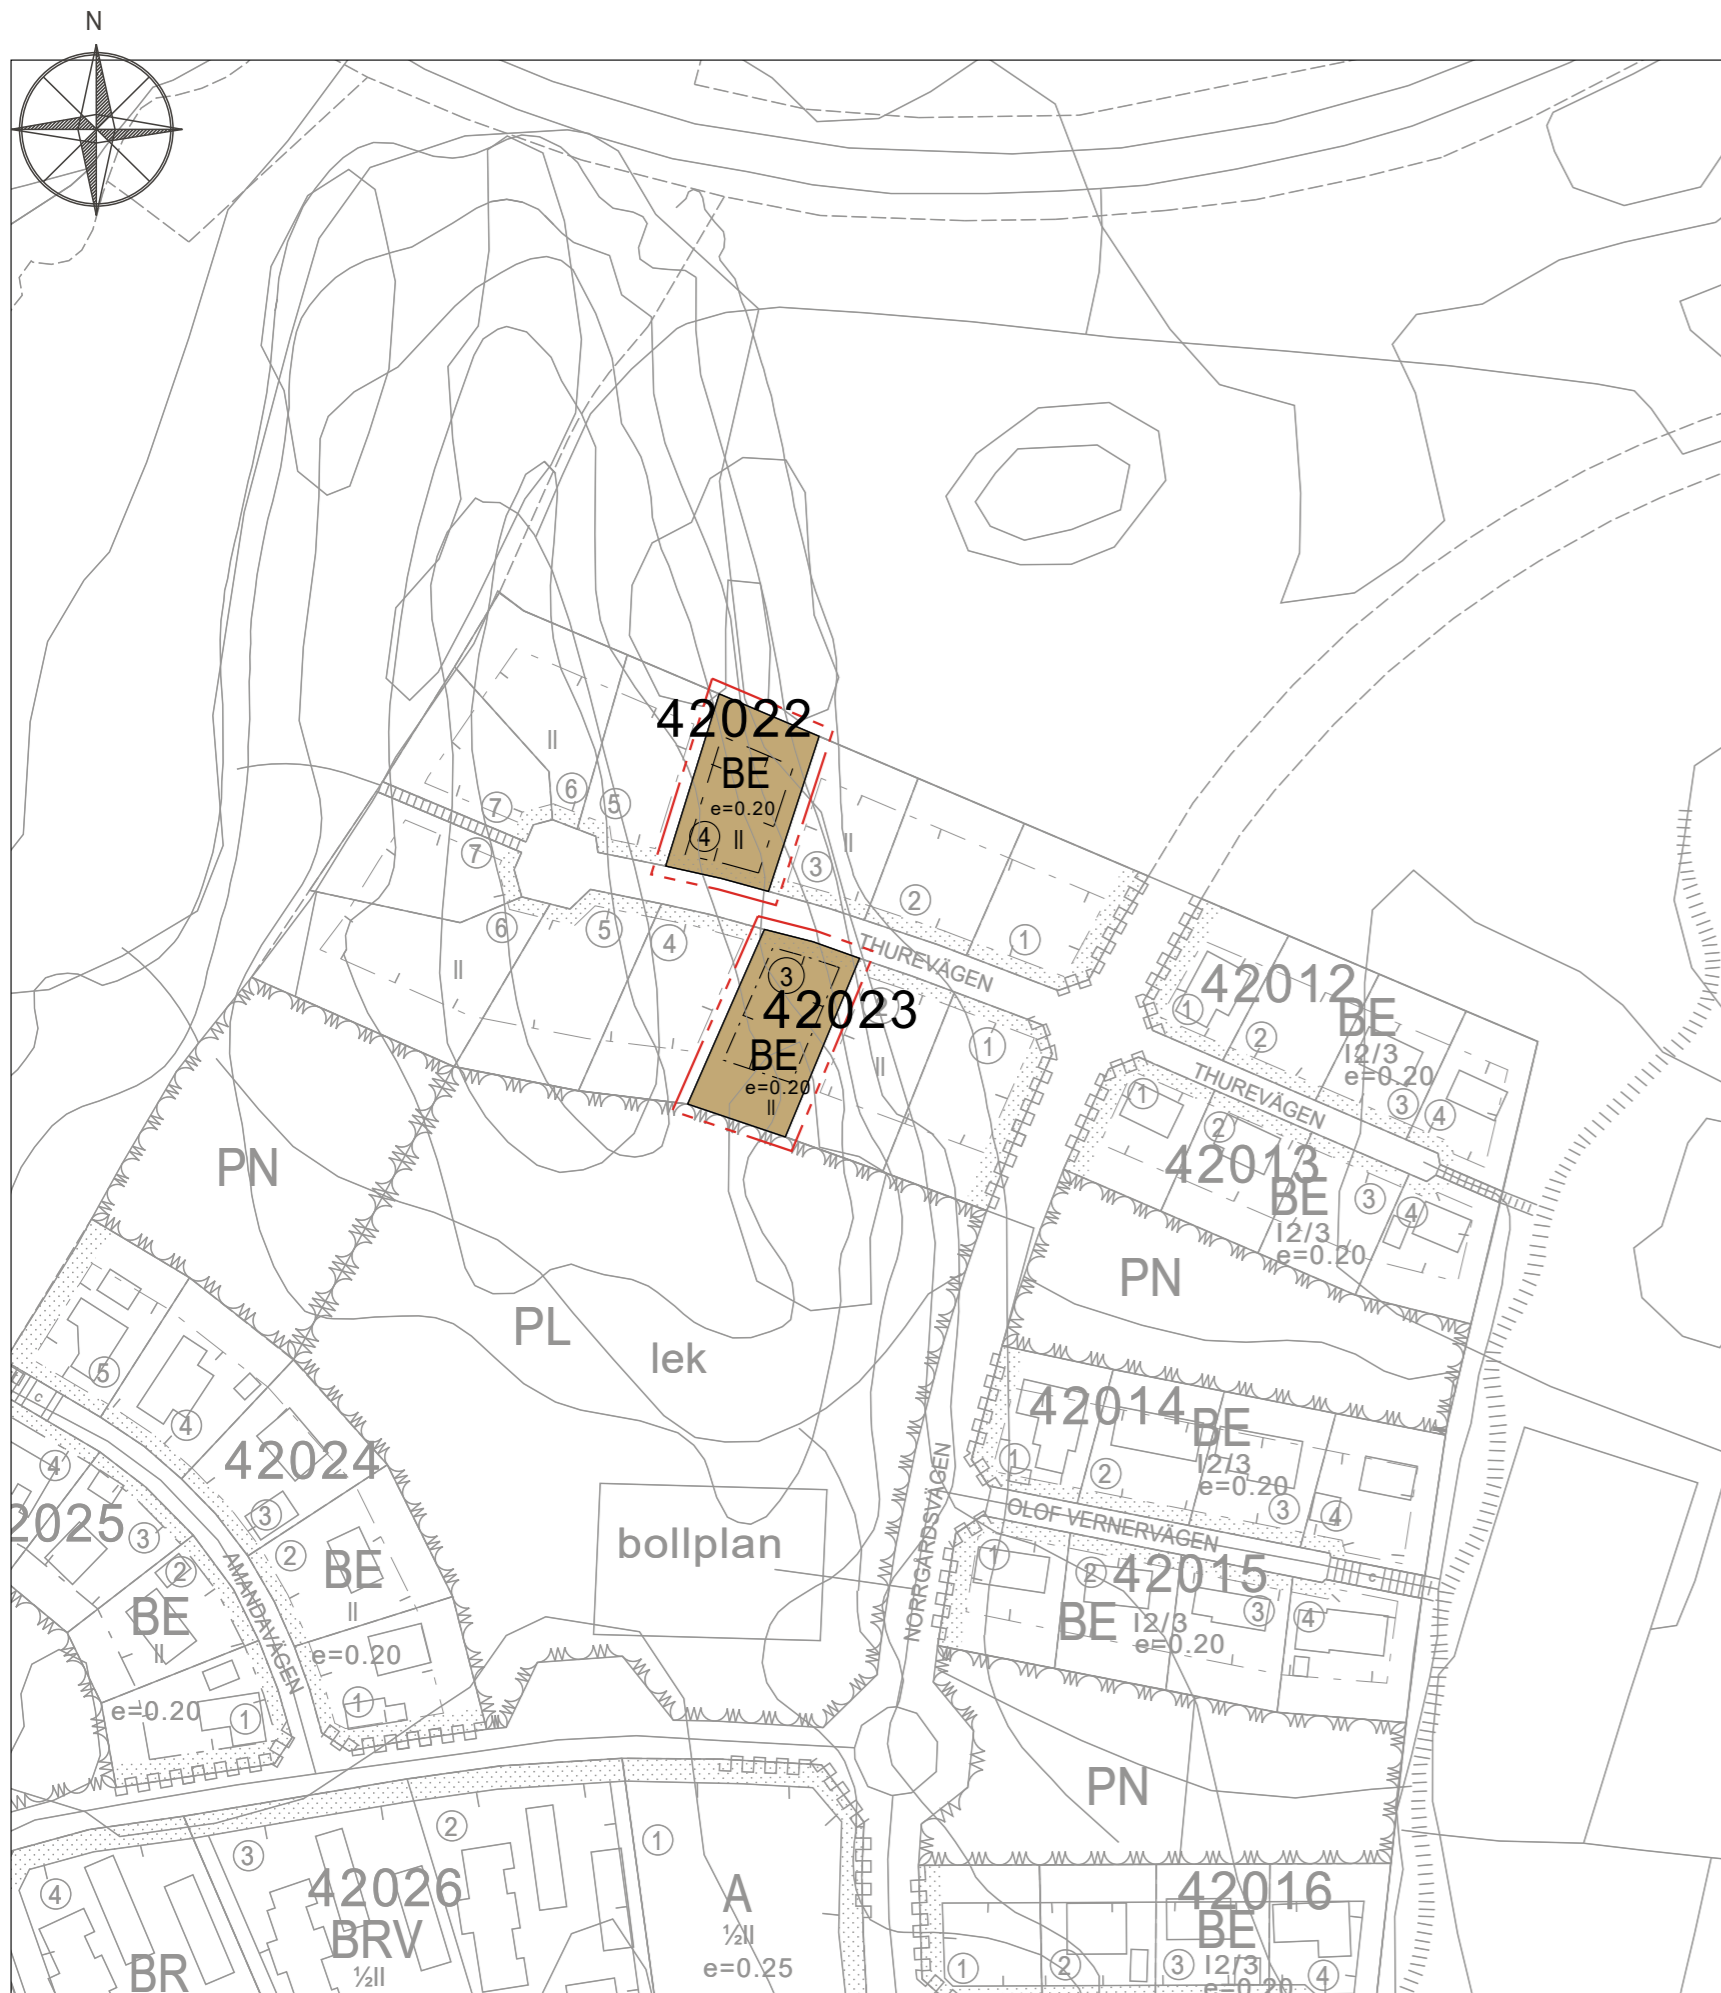 N
42022
BE
e=0.20
4
II
II
7
6
5
7
6
5
4
II
II
3
2
1
THUREVÄGEN
3
42023
BE
e=0.20
II
2
1
II
42012
BE
I2/3
e=0.20
1
2
3
4
THUREVÄGEN
1
2
42013
BE
I2/3
e=0.20
3
4
PN
PN
PL
lek
5
4
c
42024
4
3
2025
3
2
2
BE
II
e=0.20
BE
II
e=0.20
1
1
AMANDAVÄGEN
bollplan
NORRGÅRDSVÄGEN
42014
BE
I2/3
e=0.20
1
2
3
4
OLOF VERNERVÄGEN
1
2
42015
BE
I2/3
e=0.20
3
4
c
PN
4
3
2
1
42026
BRV
½II
BR
A
½II
e=0.25
42016
BE
I2/3
e=0.20
1
2
3
4